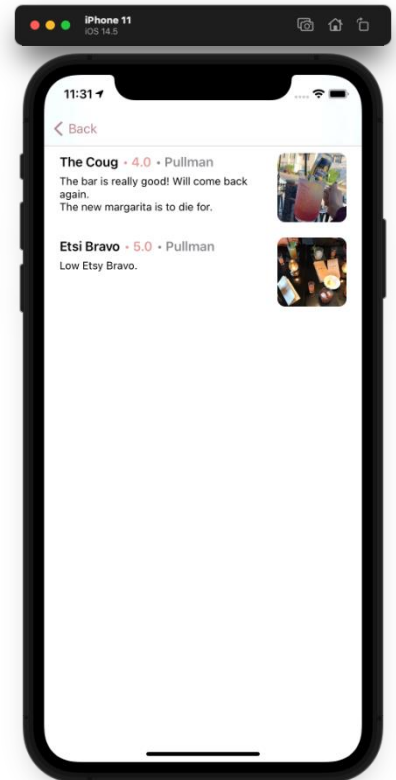 iPhone 11
iOS 14.5
11:31
Back
The Coug • 4.0 • Pullman
The bar is really good! Will come back
again.
The new margarita is to die for.
Etsi Bravo • 5.0 • Pullman
Low Etsy Bravo.